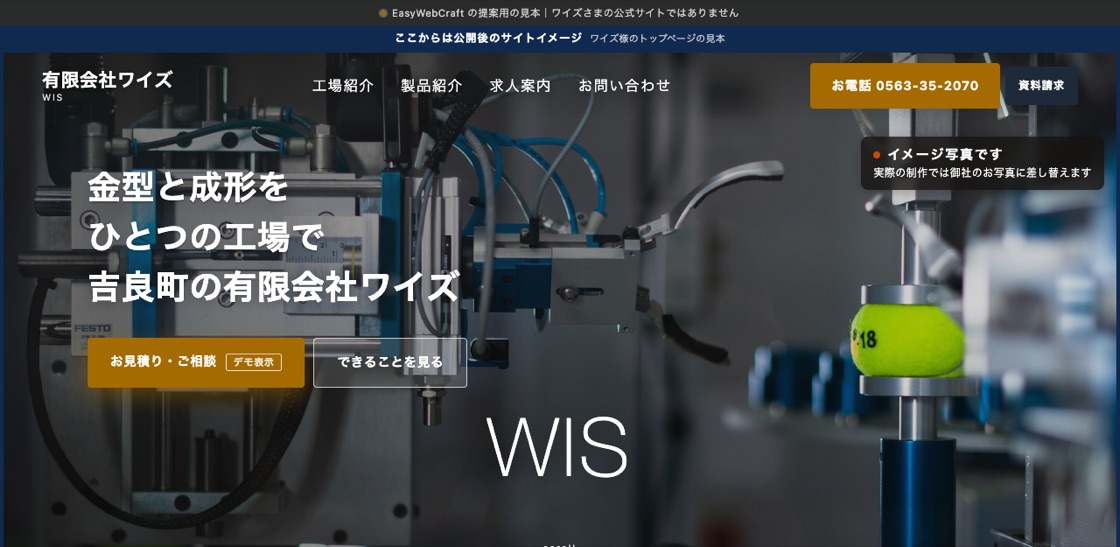 EasyWebCraft の提案用の見本｜ワイズさまの公式サイトではありません
ここからは公開後のサイトイメージ ワイズ様のトップページの見本
有限会社ワイズ
WIS
工場紹介 製品紹介 求人案内 お問い合わせ
お電話 0563-35-2070
資料請求
イメージ写真です
実際の制作では御社のお写真に差し替えます
金型と成形を
ひとつの工場で
吉良町の有限会社ワイズ
FESTO
18
お見積り・ご相談 デモ表示
できることを見る
WIS